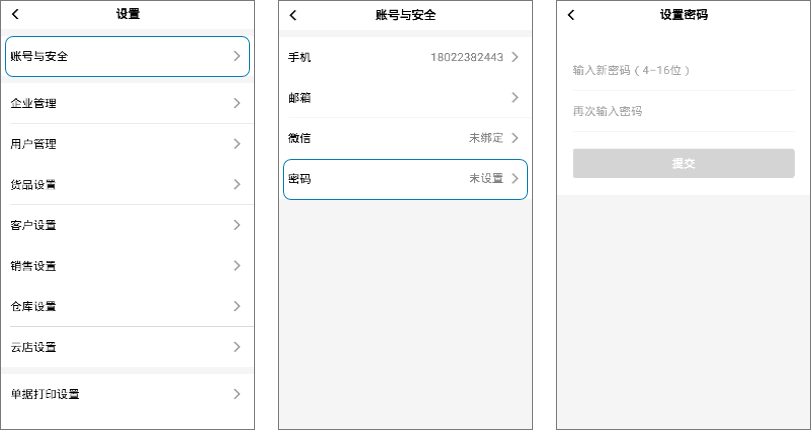 设置
账号与安全
企业管理
用户管理
货品设置
客户设置
销售设置
仓库设置
云店设置
单据打印设置
账号与安全
手机 18022382443
邮箱
微信 未绑定
密码 未设置
设置密码
输入新密码（4-16位）
再次输入密码
提交